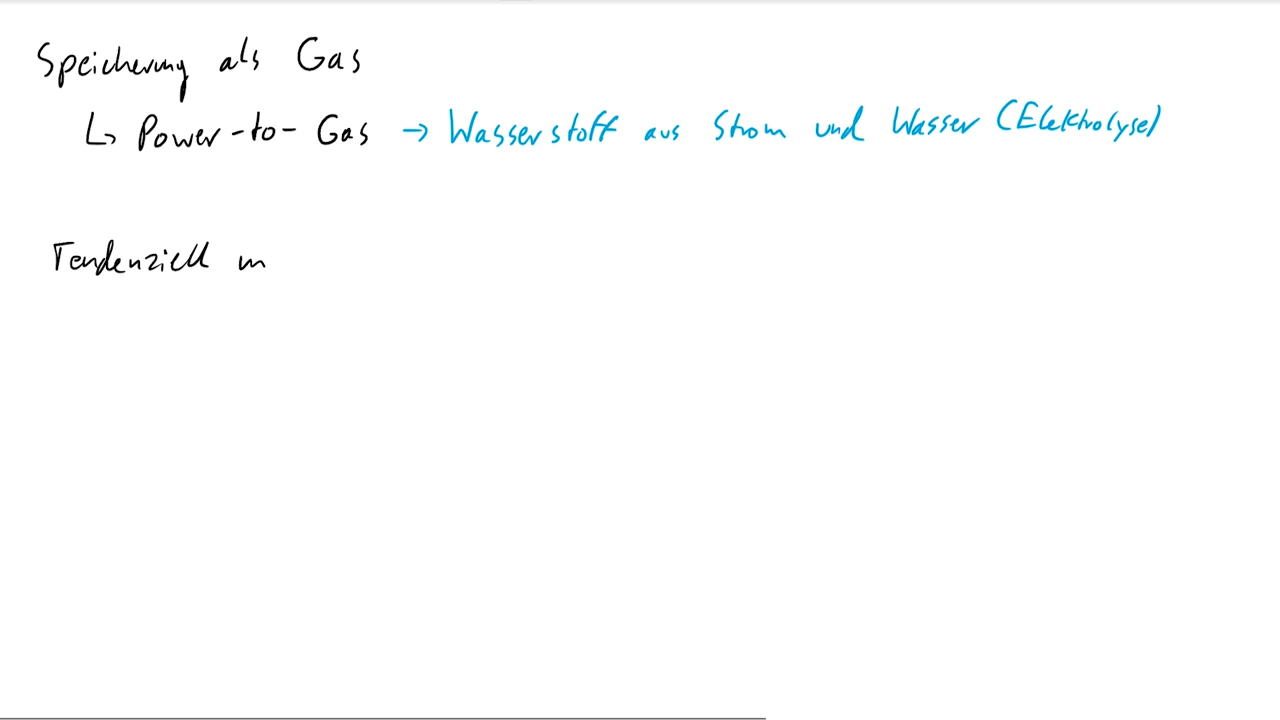 Speicherung als Gas
↳ Power-to-Gas → Wasserstoff aus Strom und Wasser (Elektrolyse)
Tendenziell m